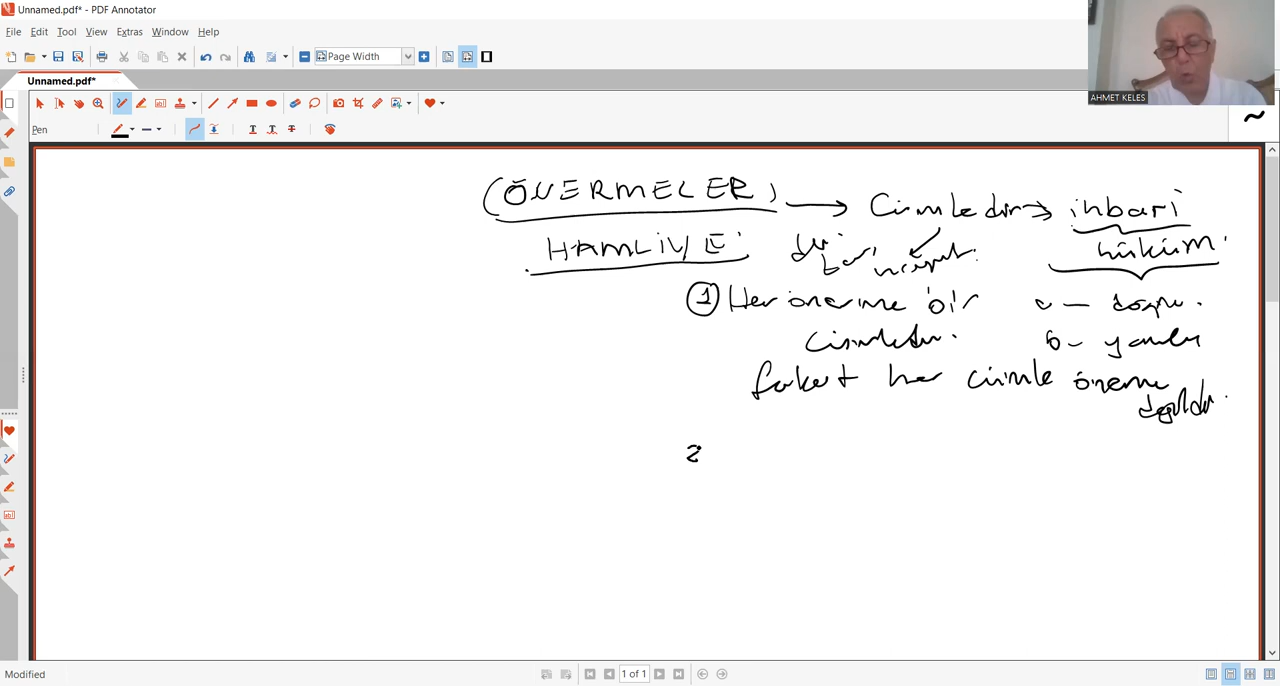 Unnamed.pdf* - PDF Annotator
File Edit Tool View Extras Window Help
Page Width
Unnamed.pdf*
AHMET KELES
Pen
(ÖNERMELER) → Cümledir → ihbari
HAMLİYE hüküm
1 Her önerme bir a — doğru.
cümledir. b - yanlış
fakat her cümle önerme
değildir.
2
Modified
1 of 1